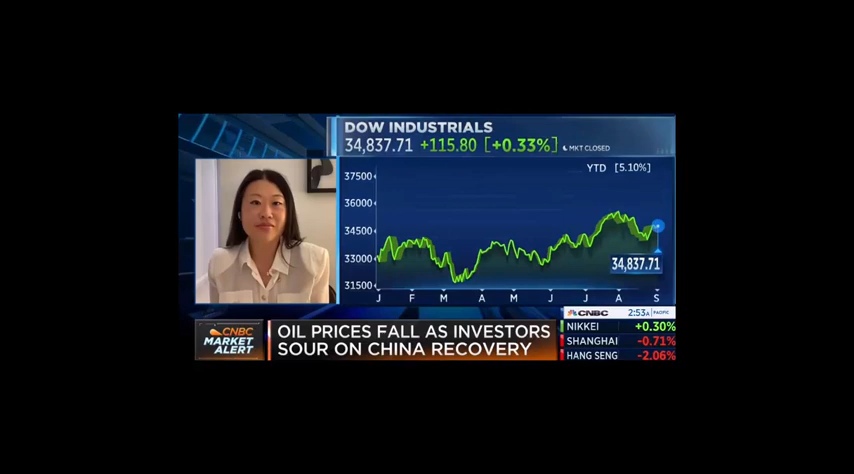 DOW INDUSTRIALS
34,837.71 +115.80 [+0.33%] MKT CLOSED
YTD [5.10%]
37500
36000
34500
33000
31500
34,837.71
J F M A M J J A S
CNBC 2:53A PACIFIC
NIKKEI +0.30%
SHANGHAI -0.71%
HANG SENG -2.06%
CNBC
MARKET
ALERT
OIL PRICES FALL AS INVESTORS
SOUR ON CHINA RECOVERY